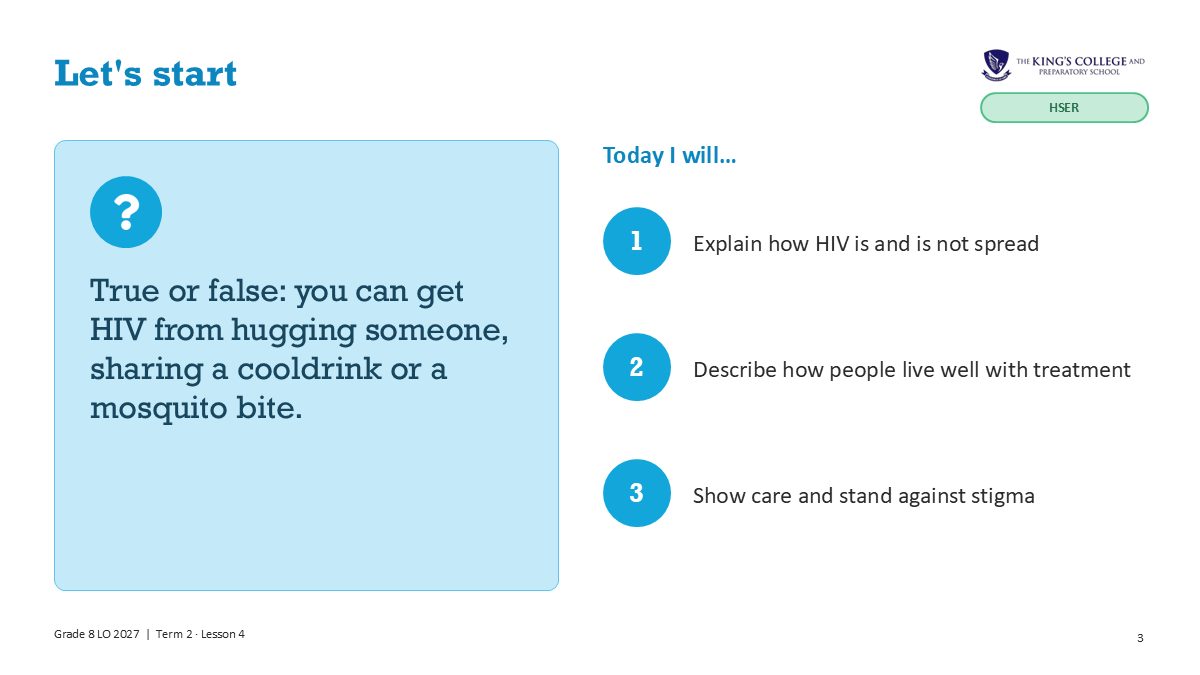 Let's start
THE KING'S COLLEGE AND
PREPARATORY SCHOOL
HSER
?
True or false: you can get
HIV from hugging someone,
sharing a cooldrink or a
mosquito bite.
Today I will...
1
Explain how HIV is and is not spread
2
Describe how people live well with treatment
3
Show care and stand against stigma
Grade 8 LO 2027 | Term 2 · Lesson 4
3